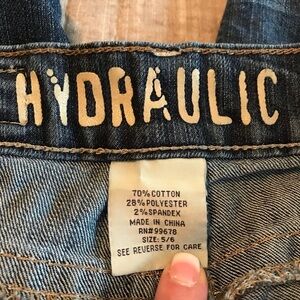 HYDRAULIC
70% COTTON
28% POLYESTER
2% SPANDEX
MADE IN CHINA
RN# 99678
SIZE: 5/6
SEE REVERSE FOR CARE